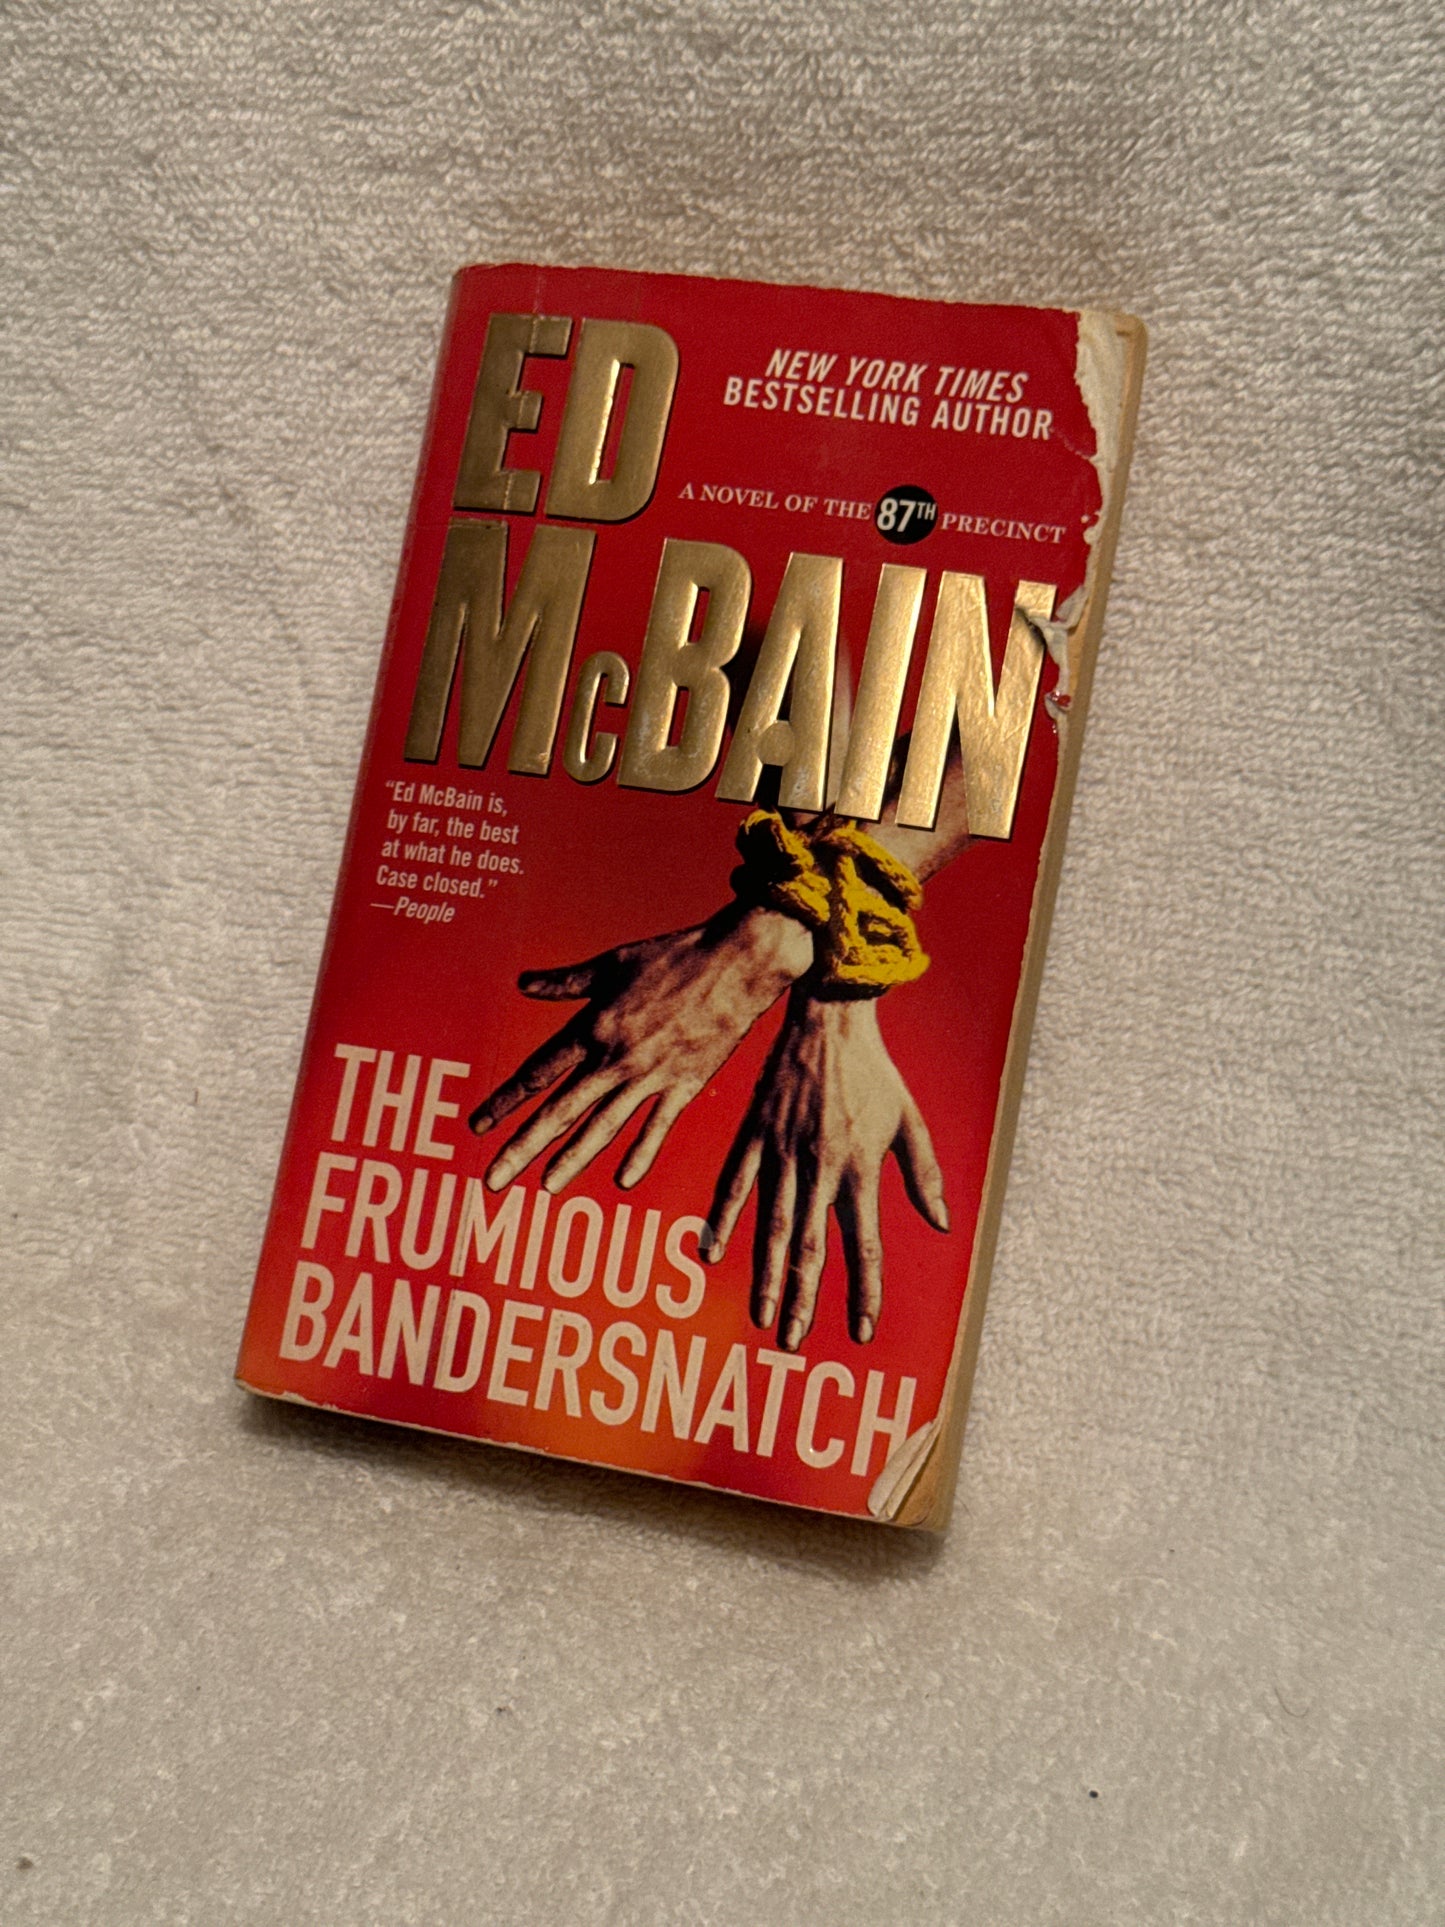 ED
NEW YORK TIMES
BESTSELLING AUTHOR
A NOVEL OF THE 87TH PRECINCT
McBAIN
"Ed McBain is,
by far, the best
at what he does.
Case closed."
—People
THE
FRUMIOUS
BANDERSNATCH